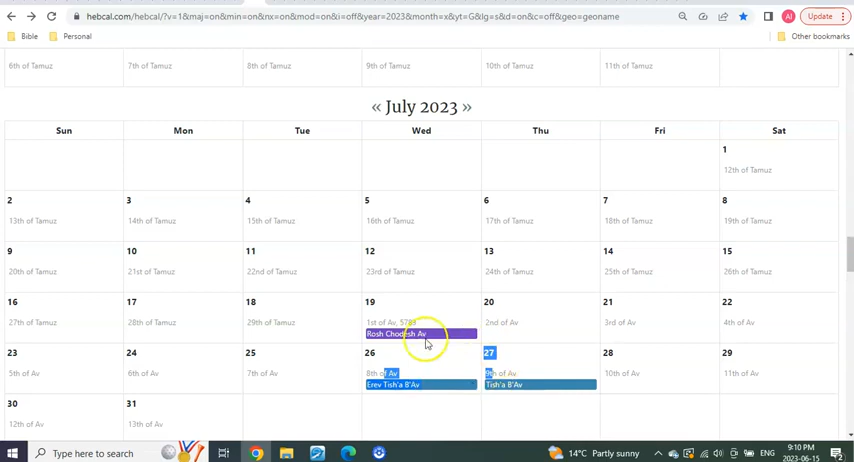 hebcal.com/hebcal/?v=1&maj=on&min=on&nx=on&mod=on&i=off&year=2023&month=x&yt=G&lg=s&d=on&c=off&geo=geoname
AI
Update
Bible
Personal
Other bookmarks
6th of Tamuz
7th of Tamuz
8th of Tamuz
9th of Tamuz
10th of Tamuz
11th of Tamuz
« July 2023 »
Sun Mon Tue Wed Thu Fri Sat
1
12th of Tamuz
2 3 4 5 6 7 8
13th of Tamuz 14th of Tamuz 15th of Tamuz 16th of Tamuz 17th of Tamuz 18th of Tamuz 19th of Tamuz
9 10 11 12 13 14 15
20th of Tamuz 21st of Tamuz 22nd of Tamuz 23rd of Tamuz 24th of Tamuz 25th of Tamuz 26th of Tamuz
16 17 18 19 20 21 22
27th of Tamuz 28th of Tamuz 29th of Tamuz 1st of Av, 5783 2nd of Av 3rd of Av 4th of Av
Rosh Chodesh Av
23 24 25 26 27 28 29
5th of Av 6th of Av 7th of Av 8th of Av 9th of Av 10th of Av 11th of Av
Erev Tish'a B'Av Tish'a B'Av
30 31
12th of Av 13th of Av
Type here to search
14°C Partly sunny
ENG
9:10 PM
2023-06-15
2